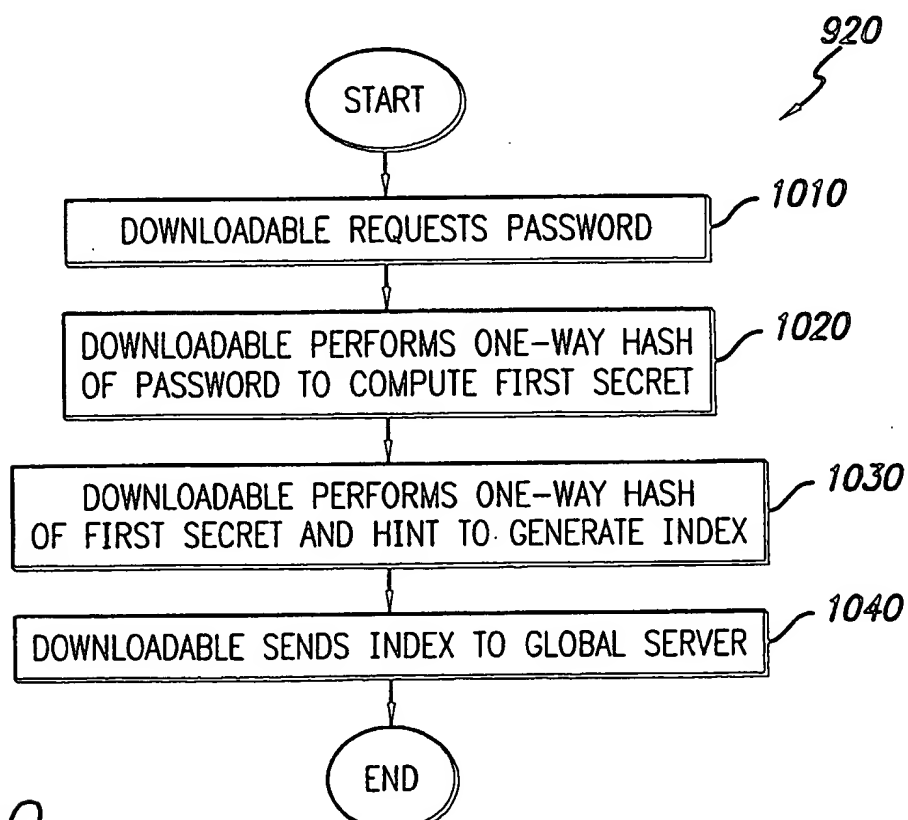 920
START
1010
DOWNLOADABLE REQUESTS PASSWORD
1020
DOWNLOADABLE PERFORMS ONE-WAY HASH
OF PASSWORD TO COMPUTE FIRST SECRET
1030
DOWNLOADABLE PERFORMS ONE-WAY HASH
OF FIRST SECRET AND HINT TO GENERATE INDEX
1040
DOWNLOADABLE SENDS INDEX TO GLOBAL SERVER
END